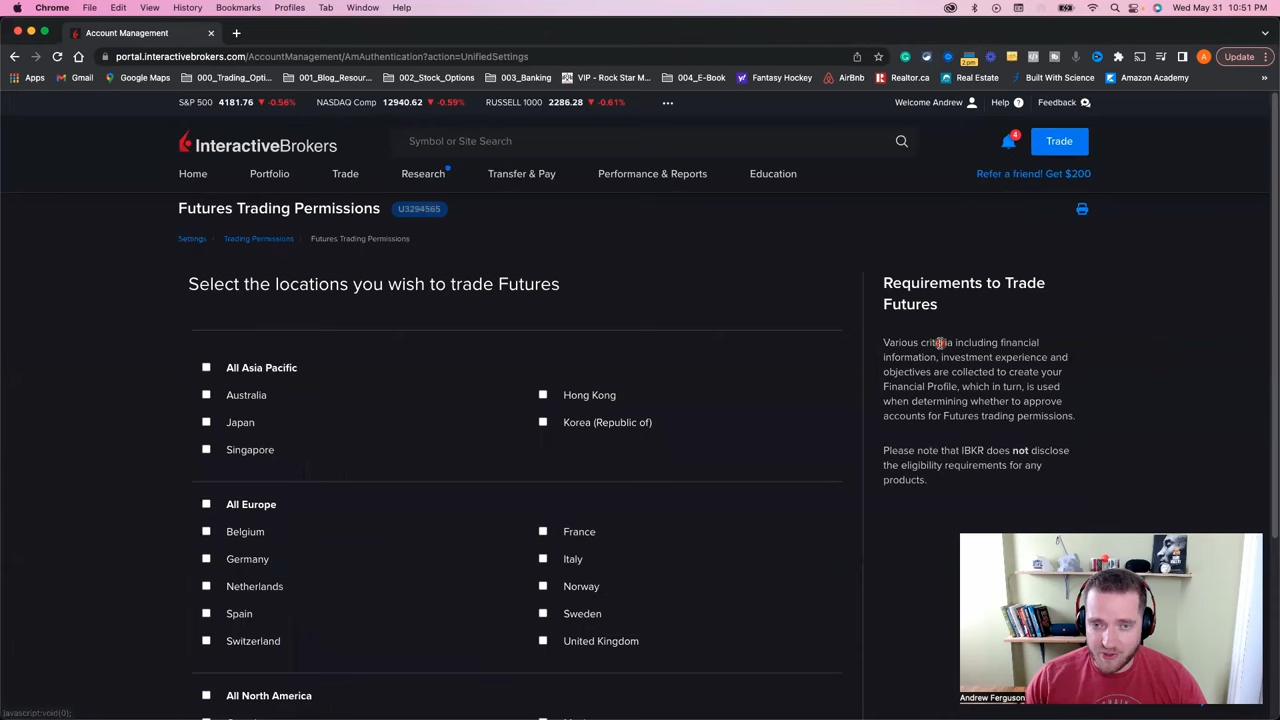 Chrome File Edit View History Bookmarks Profiles Tab Window Help Wed May 31 10:51 PM
Account Management
portal.interactivebrokers.com/AccountManagement/AmAuthentication?action=UnifiedSettings Update
Apps Gmail Google Maps 000_Trading_Opti... 001_Blog_Resour... 002_Stock_Options 003_Banking VIP - Rock Star M... 004_E-Book Fantasy Hockey AirBnb Realtor.ca Real Estate Built With Science Amazon Academy
S&P 500 4181.76 -0.56% NASDAQ Comp 12940.62 -0.59% RUSSELL 1000 2286.28 -0.61% Welcome Andrew Help Feedback
InteractiveBrokers Symbol or Site Search 4 Trade
Home Portfolio Trade Research Transfer & Pay Performance & Reports Education Refer a friend! Get $200
Futures Trading Permissions U3294565
Settings Trading Permissions Futures Trading Permissions
Select the locations you wish to trade Futures
All Asia Pacific
Australia Hong Kong
Japan Korea (Republic of)
Singapore
All Europe
Belgium France
Germany Italy
Netherlands Norway
Spain Sweden
Switzerland United Kingdom
All North America
Requirements to Trade
Futures
Various criteria including financial
information, investment experience and
objectives are collected to create your
Financial Profile, which in turn, is used
when determining whether to approve
accounts for Futures trading permissions.
Please note that IBKR does not disclose
the eligibility requirements for any
products.
Andrew Ferguson
javascript:void(0);